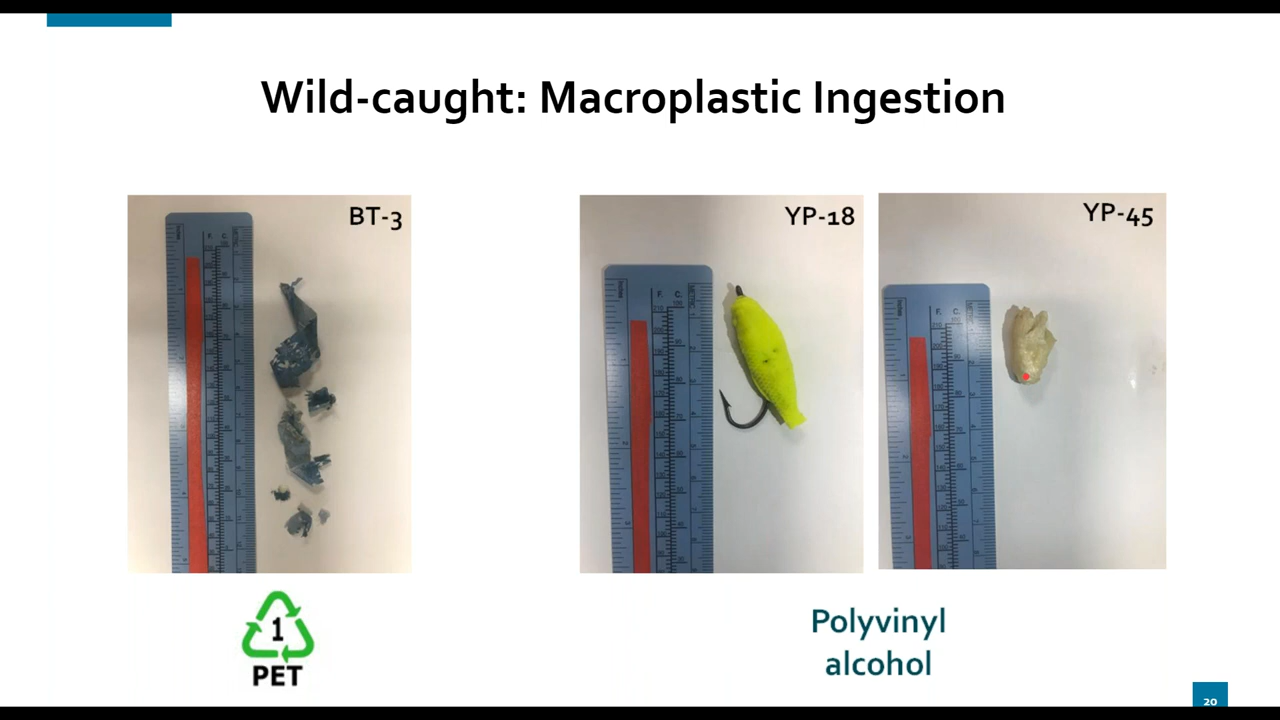 Wild-caught: Macroplastic Ingestion
BT-3
YP-18
YP-45
F. C.
F. C.
F. C.
1
PET
Polyvinyl
alcohol
20